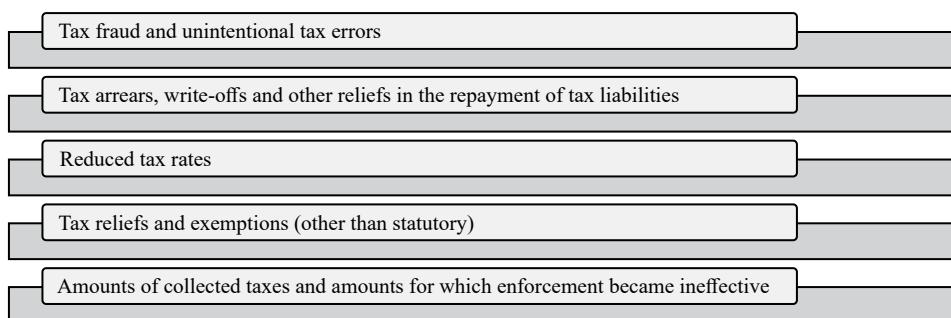 Tax fraud and unintentional tax errors
Tax arrears, write-offs and other reliefs in the repayment of tax liabilities
Reduced tax rates
Tax reliefs and exemptions (other than statutory)
Amounts of collected taxes and amounts for which enforcement became ineffective